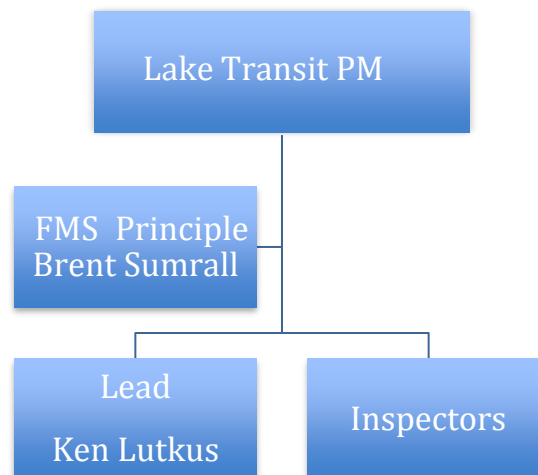 Lake Transit PM
FMS Principle
Brent Sumrall
Lead
Ken Lutkus
Inspectors